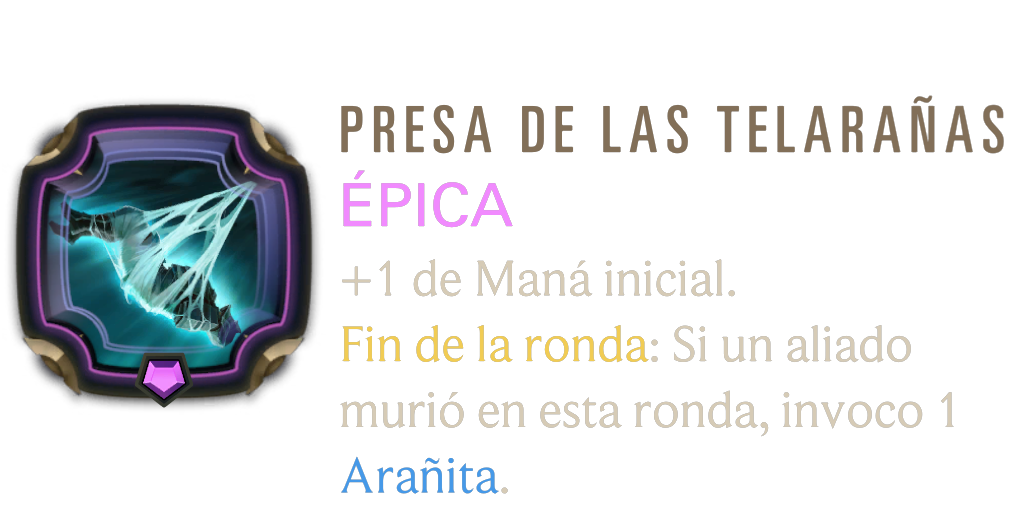 PRESA DE LAS TELARAÑAS
ÉPICA
+1 de Maná inicial.
Fin de la ronda: Si un aliado
murió en esta ronda, invoco 1
Arañita.